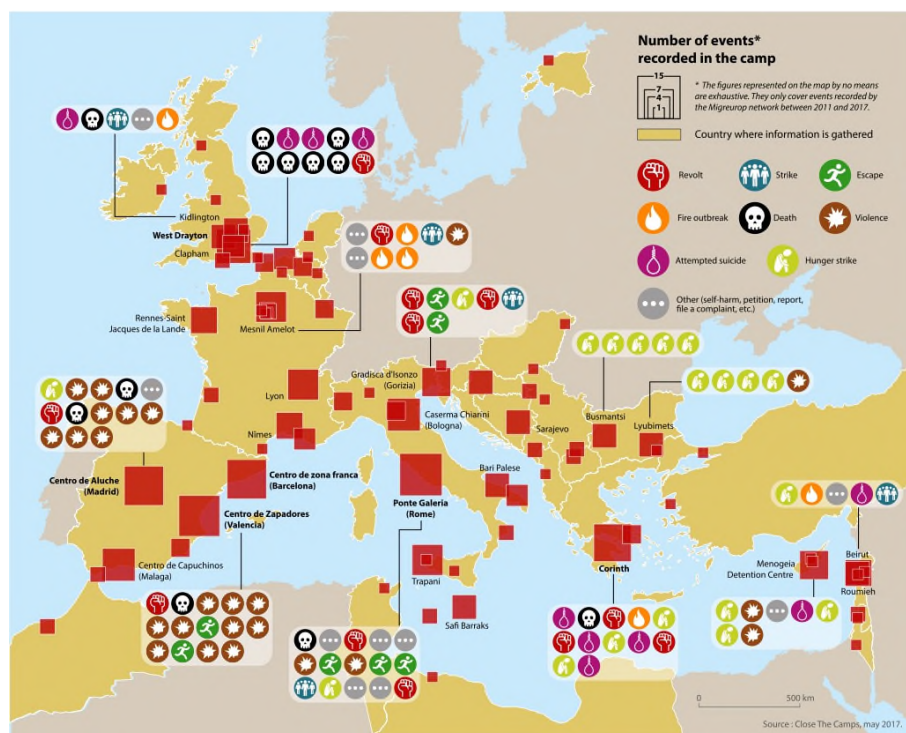 Number of events*
recorded in the camp
15
7
4
1
* The figures represented on the map by no means
are exhaustive. They only cover events recorded by
the Migreurop network between 2011 and 2017.
Country where information is gathered
Revolt
Strike
Escape
Fire outbreak
Death
Violence
Attempted suicide
Hunger strike
Other (self-harm, petition, report,
file a complaint, etc.)
Kidlington
West Drayton
Clapham
Rennes-Saint
Jacques de la Lande
Mesnil Amelot
Gradisca d'Isonzo
(Gorizia)
Lyon
Caserma Chianni
(Bologna)
Sarajevo
Busmantsi
Lyubimets
Nîmes
Centro de Aluche
(Madrid)
Centro de zona franca
(Barcelona)
Ponte Galeria
(Rome)
Bari Palese
Centro de Zapadores
(Valencia)
Centro de Capuchinos
(Malaga)
Trapani
Safi Barraks
Corinth
Menogeia
Detention Centre
Beirut
Roumieh
0
500 km
Source : Close The Camps, may 2017.